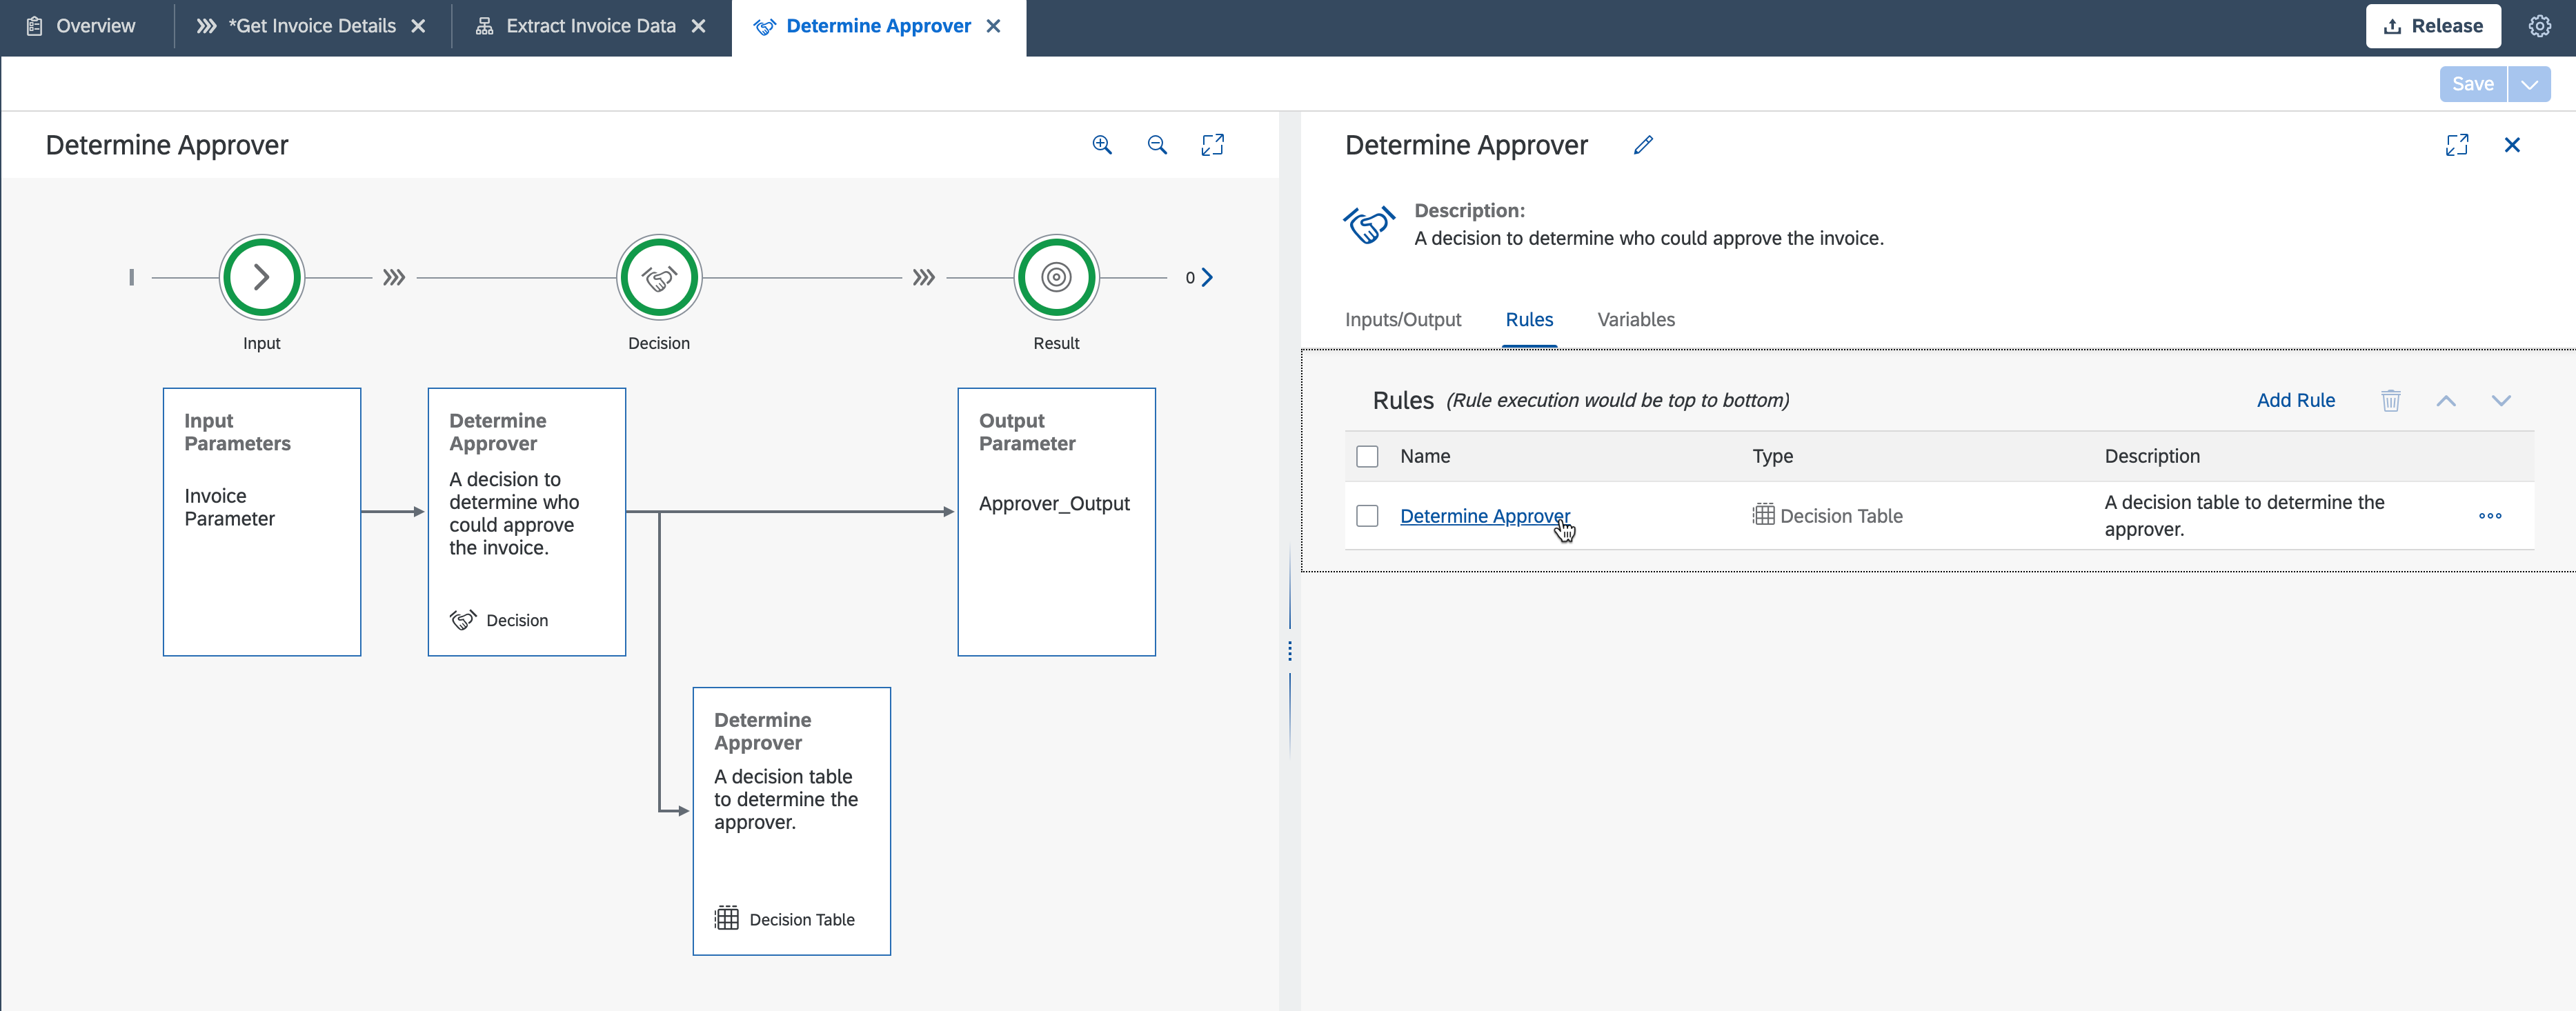 Overview
*Get Invoice Details
Extract Invoice Data
Determine Approver
Release
Save
Determine Approver
Input
Decision
Result
0
Input
Parameters
Invoice
Parameter
Determine
Approver
A decision to
determine who
could approve
the invoice.
Decision
Output
Parameter
Approver_Output
Determine
Approver
A decision table
to determine the
approver.
Decision Table
Determine Approver
Description:
A decision to determine who could approve the invoice.
Inputs/Output
Rules
Variables
Rules (Rule execution would be top to bottom)
Add Rule
Name
Type
Description
Determine Approver
Decision Table
A decision table to determine the
approver.